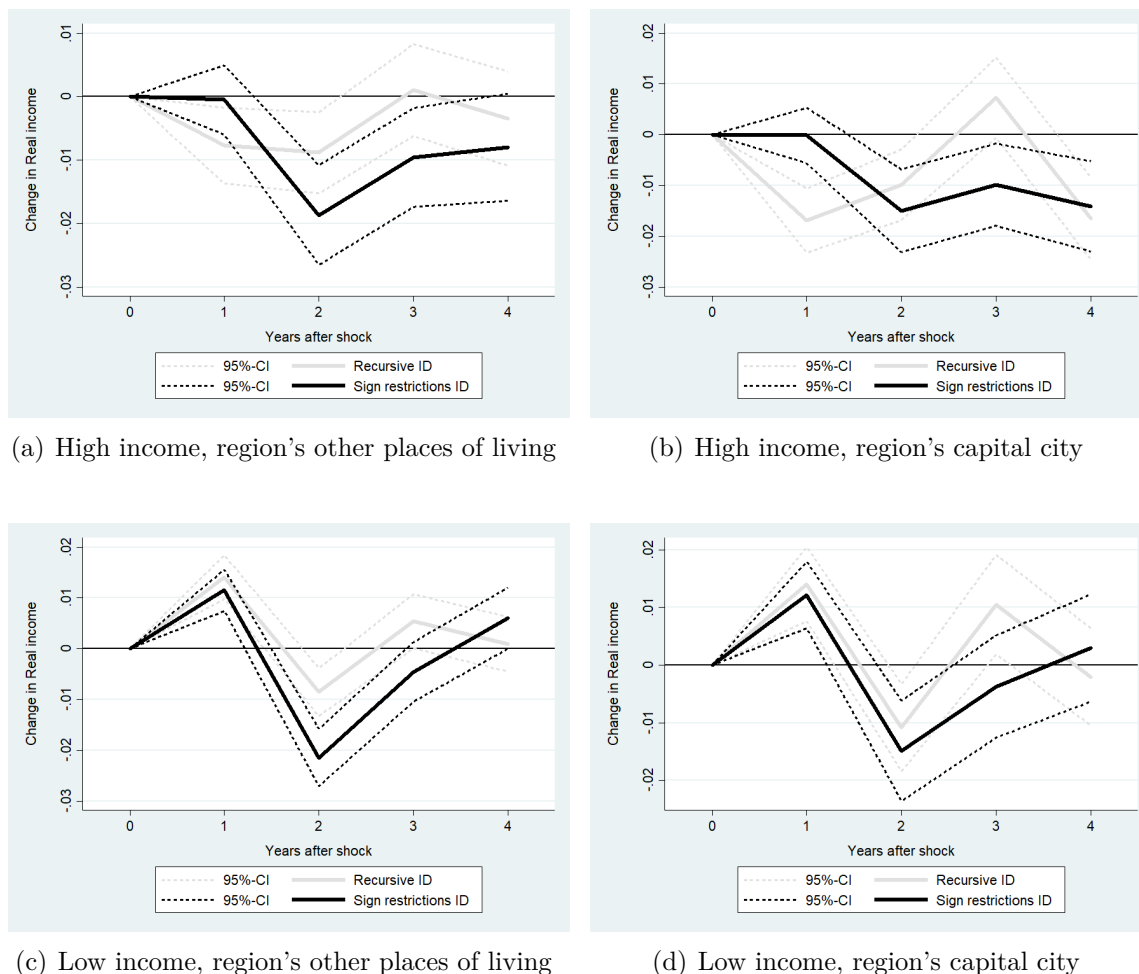 Change in Real income
.01
0
-.01
-.02
-.03
0 1 2 3 4
Years after shock
95%-CI Recursive ID
95%-CI Sign restrictions ID
(a) High income, region's other places of living
Change in Real income
.02
.01
0
-.01
-.02
-.03
0 1 2 3 4
Years after shock
95%-CI Recursive ID
95%-CI Sign restrictions ID
(b) High income, region's capital city
Change in Real income
.02
.01
0
-.01
-.02
-.03
0 1 2 3 4
Years after shock
95%-CI Recursive ID
95%-CI Sign restrictions ID
(c) Low income, region's other places of living
Change in Real income
.02
.01
0
-.01
-.02
0 1 2 3 4
Years after shock
95%-CI Recursive ID
95%-CI Sign restrictions ID
(d) Low income, region's capital city